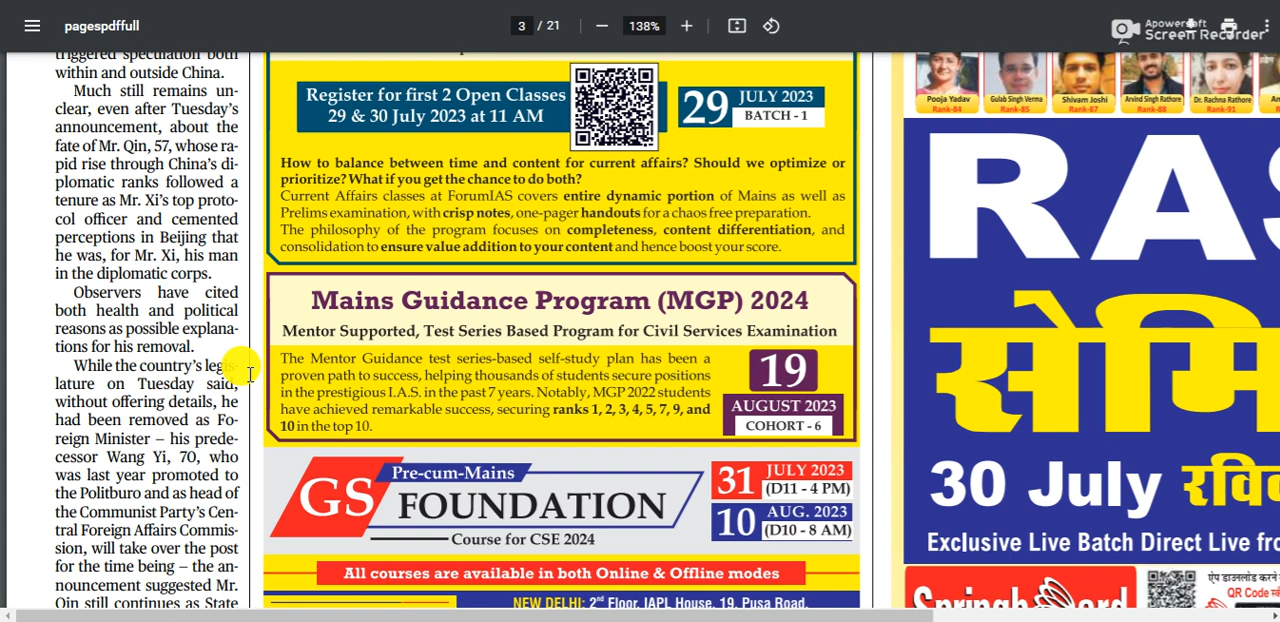 pagespdffull
3 / 21
138%
Apowersoft
Screen Recorder
triggered speculation both
within and outside China.
Much still remains un-
clear, even after Tuesday's
announcement, about the
fate of Mr. Qin, 57, whose ra-
pid rise through China's di-
plomatic ranks followed a
tenure as Mr. Xi's top proto-
col officer and cemented
perceptions in Beijing that
he was, for Mr. Xi, his man
in the diplomatic corps.
Observers have cited
both health and political
reasons as possible explana-
tions for his removal.
While the country's legis-
lature on Tuesday said,
without offering details, he
had been removed as Fo-
reign Minister – his prede-
cessor Wang Yi, 70, who
was last year promoted to
the Politburo and as head of
the Communist Party's Cen-
tral Foreign Affairs Commis-
sion, will take over the post
for the time being – the an-
nouncement suggested Mr.
Qin still continues as State
Register for first 2 Open Classes
29 & 30 July 2023 at 11 AM
29 JULY 2023
BATCH - 1
How to balance between time and content for current affairs? Should we optimize or
prioritize? What if you get the chance to do both?
Current Affairs classes at ForumIAS covers entire dynamic portion of Mains as well as
Prelims examination, with crisp notes, one-pager handouts for a chaos free preparation.
The philosophy of the program focuses on completeness, content differentiation, and
consolidation to ensure value addition to your content and hence boost your score.
Mains Guidance Program (MGP) 2024
Mentor Supported, Test Series Based Program for Civil Services Examination
The Mentor Guidance test series-based self-study plan has been a
proven path to success, helping thousands of students secure positions
in the prestigious I.A.S. in the past 7 years. Notably, MGP 2022 students
have achieved remarkable success, securing ranks 1, 2, 3, 4, 5, 7, 9, and
10 in the top 10.
19
AUGUST 2023
COHORT - 6
GS
Pre-cum-Mains
FOUNDATION
Course for CSE 2024
31 JULY 2023
(D11 - 4 PM)
10 AUG. 2023
(D10 - 8 AM)
All courses are available in both Online & Offline modes
NEW DELHI: 2nd Floor, IAPL House, 19, Pusa Road,
Pooja Yadav
Rank-84
Gulab Singh Verma
Rank-85
Shivam Joshi
Rank-87
Arvind Singh Rathore
Rank-88
Dr. Rachna Rathore
Rank-91
RAS
सेमि
30 July रवि
Exclusive Live Batch Direct Live fro
Springboard
ऐप डाउनलोड करने
QR Code